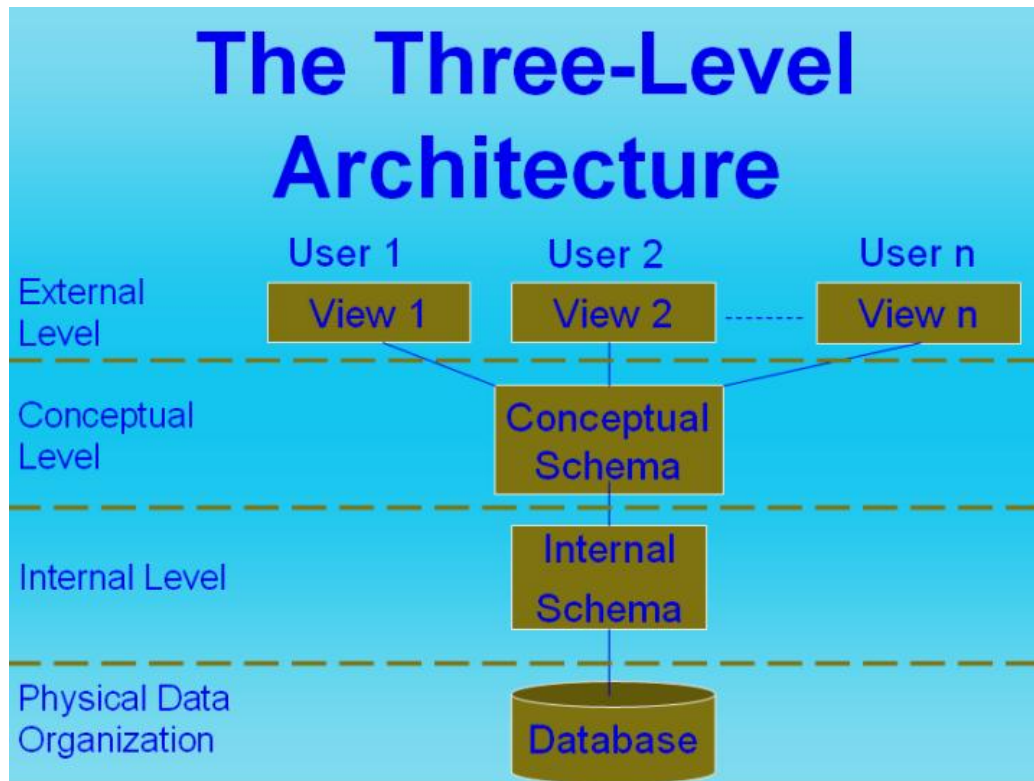 The Three-Level
Architecture
User 1
User 2
User n
External
Level
View 1
View 2
View n
Conceptual
Level
Conceptual
Schema
Internal Level
Internal
Schema
Physical Data
Organization
Database